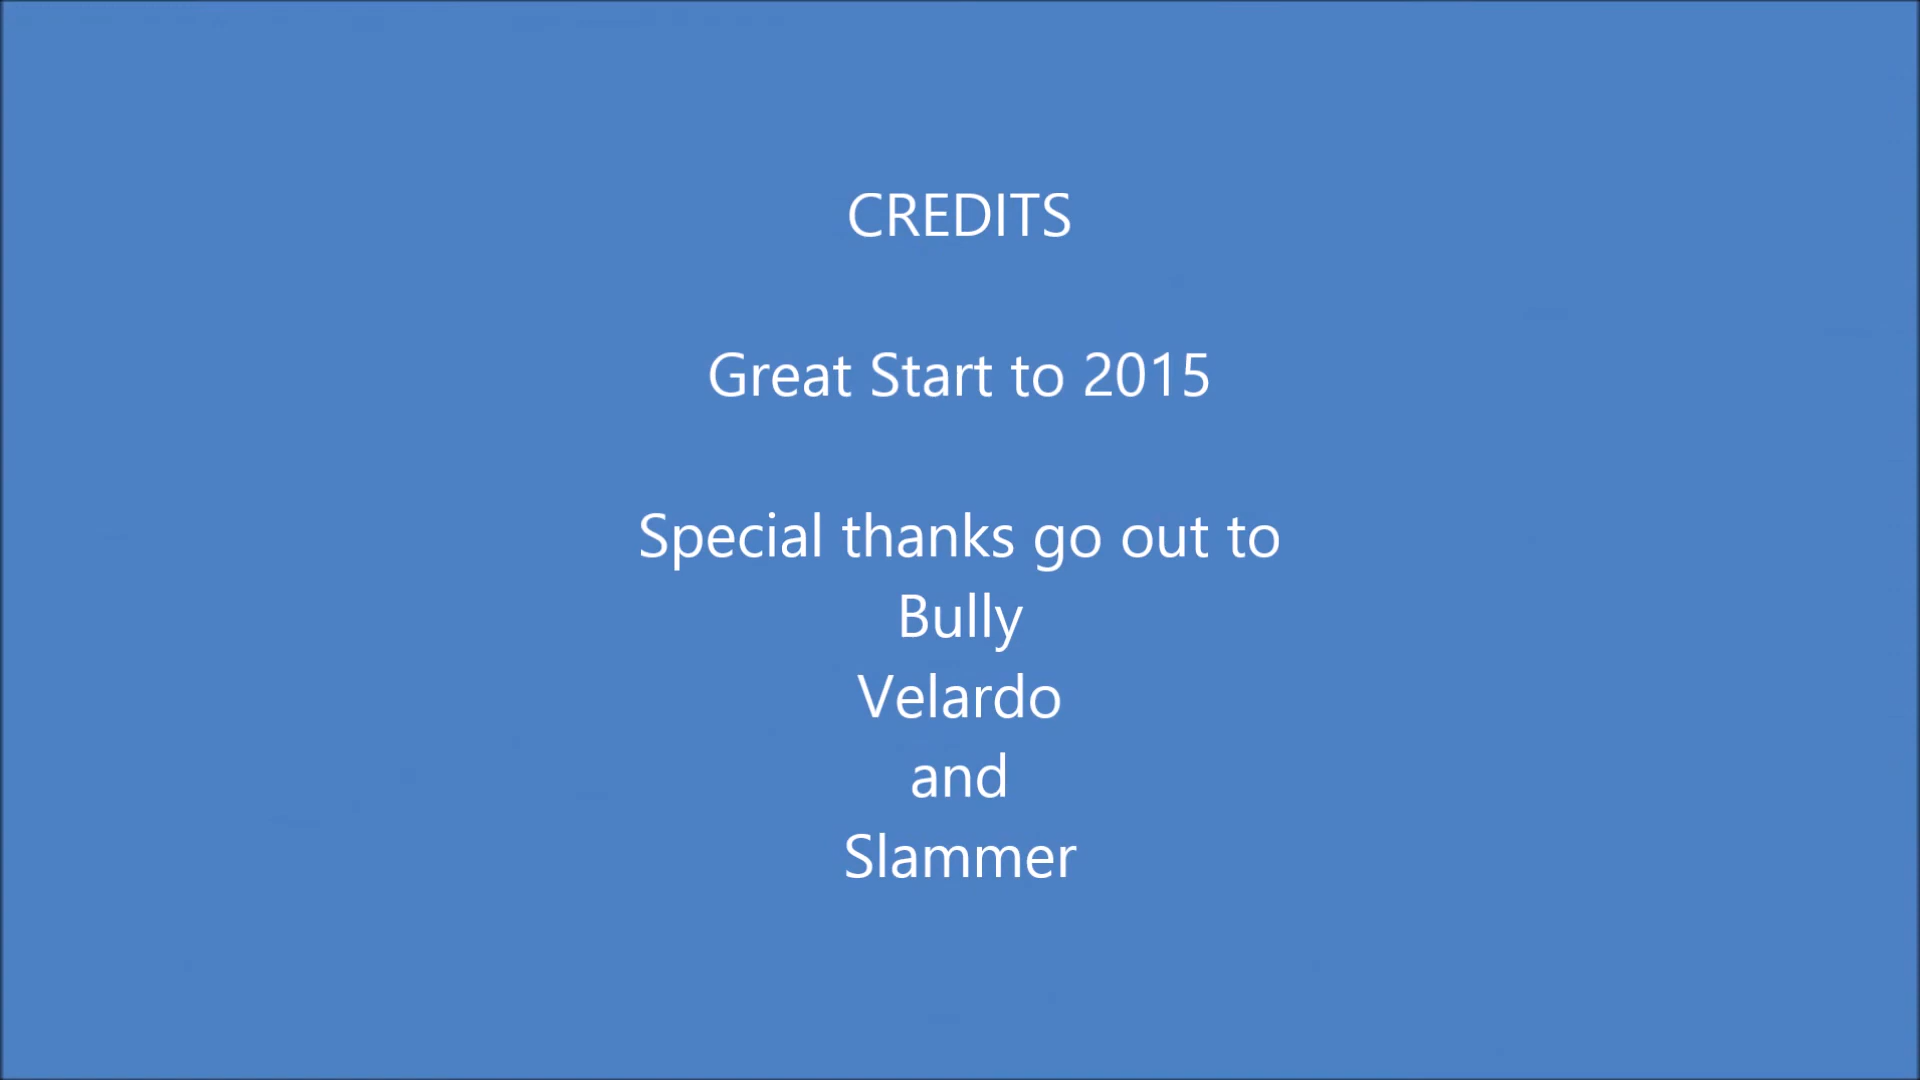 CREDITS
Great Start to 2015
Special thanks go out to
Bully
Velardo
and
Slammer